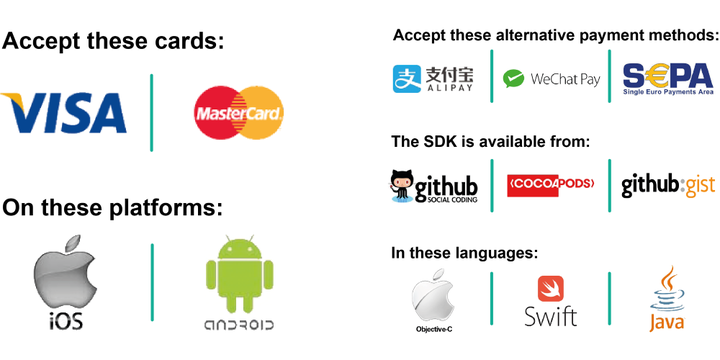 Accept these cards:
VISA
MasterCard
On these platforms:
iOS
ANDROID
Accept these alternative payment methods:
支 支付宝
ALIPAY
WeChat Pay
S€PA
Single Euro Payments Area
The SDK is available from:
github
SOCIAL CODING
COCOAPODS
github:gist
In these languages:
Objective-C
Swift
Java